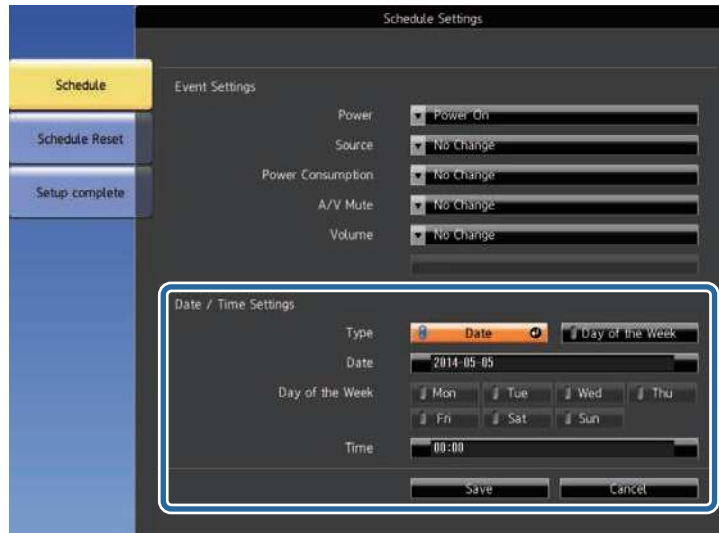 Schedule Settings
Schedule
Schedule Reset
Setup complete
Event Settings
Power Power On
Source No Change
Power Consumption No Change
A/V Mute No Change
Volume No Change
Date / Time Settings
Type Date Day of the Week
Date 2014-05-05
Day of the Week Mon Tue Wed Thu
Fri Sat Sun
Time 00:00
Save Cancel